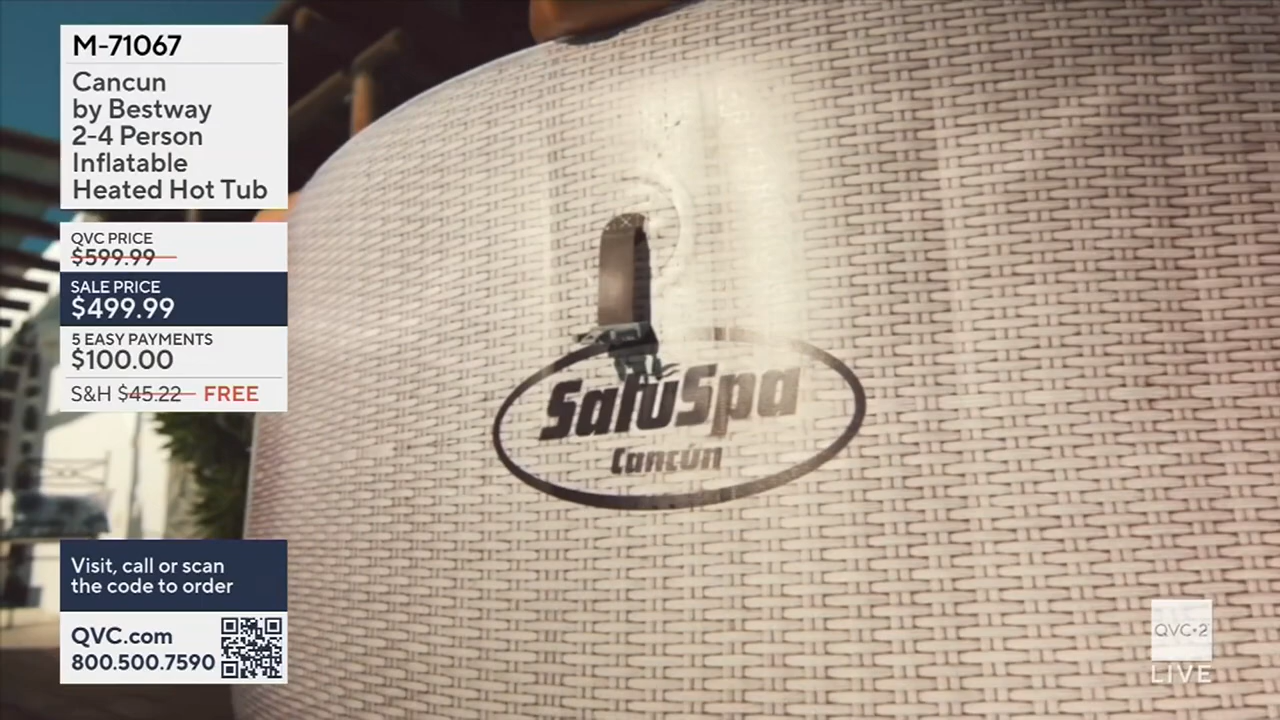 M-71067
Cancun
by Bestway
2-4 Person
Inflatable
Heated Hot Tub
QVC PRICE
$599.99
SALE PRICE
$499.99
5 EASY PAYMENTS
$100.00
S&H $45.22 FREE
SaluSpa
Cancún
Visit, call or scan
the code to order
QVC.com
800.500.7590
QVC•2
LIVE